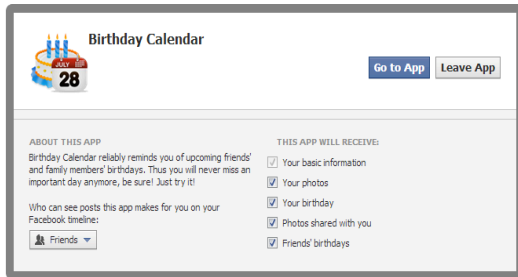 Birthday Calendar
JULY
28
Go to App
Leave App
ABOUT THIS APP
Birthday Calendar reliably reminds you of upcoming friends'
and family members' birthdays. Thus you will never miss an
important day anymore, be sure! Just try it!
Who can see posts this app makes for you on your
Facebook timeline:
Friends
THIS APP WILL RECEIVE:
Your basic information
Your photos
Your birthday
Photos shared with you
Friends' birthdays